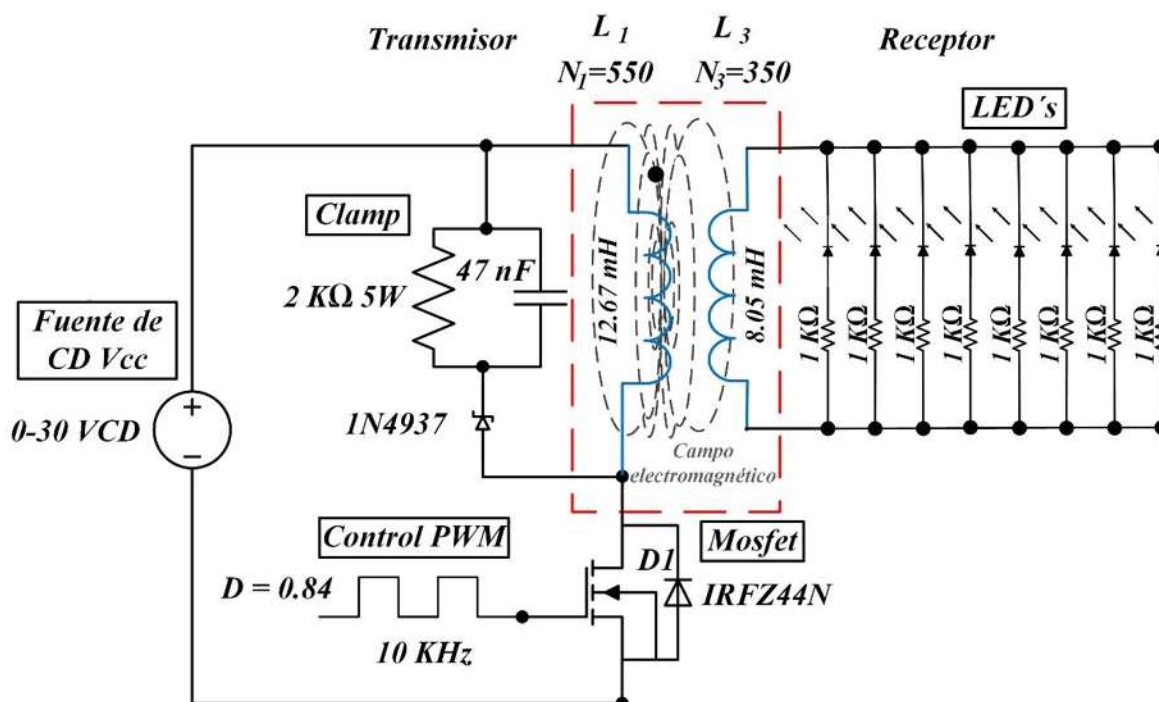 Transmisor
L 1
L 3
Receptor
N1=550
N3=350
LED´s
Clamp
47 nF
2 KΩ 5W
12.67 mH
8.05 mH
1 KΩ
1 KΩ
1 KΩ
1 KΩ
1 KΩ
1 KΩ
1 KΩ
1 KΩ
Fuente de
CD Vcc
0-30 VCD
+
−
1N4937
Campo
electromagnético
Control PWM
Mosfet
D1
D = 0.84
IRFZ44N
10 KHz